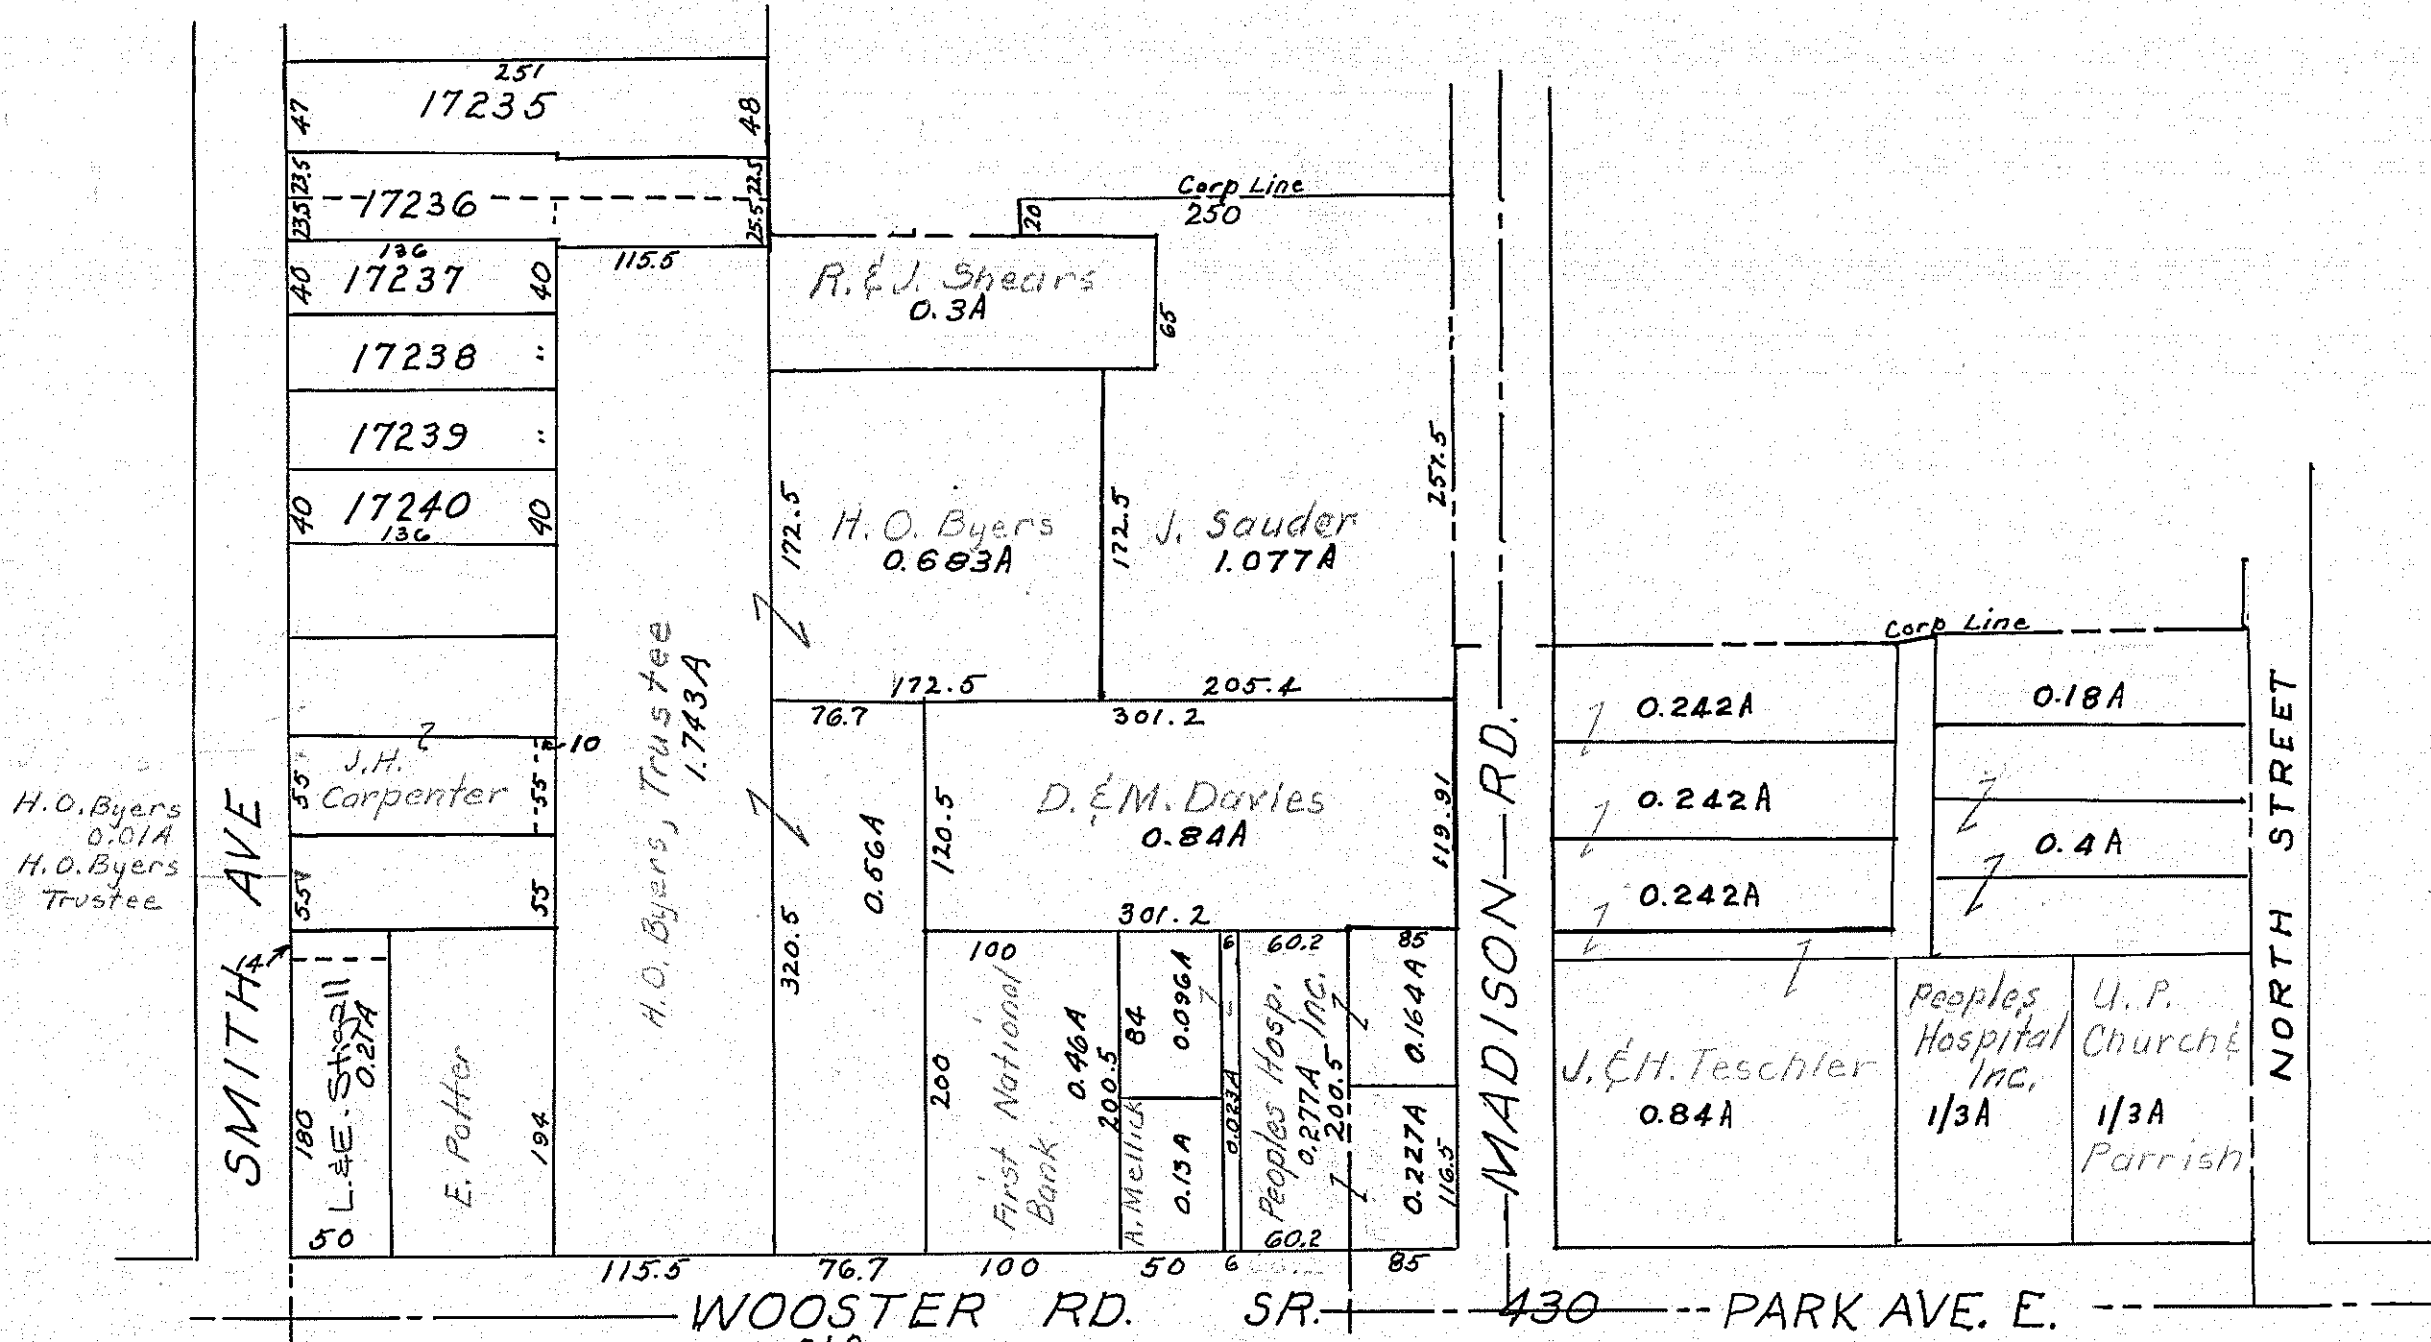 251
17235
47
48
23.5
22.5
17236
23.5
25.5
136
17237
40
40
115.5
17238
"
17239
"
40
17240
40
136
Corp Line
250
20
R. & J. Shears
0.3A
65
257.5
172.5
H. O. Byers
0.683A
172.5
J. Sauder
1.077A
172.5
205.4
76.7
301.2
H.O. Byers, Trustee
1.743A
10
J.H.
Carpenter
55
55
H.O. Byers
0.01A
H.O. Byers
Trustee
55
55
SMITH AVE
14
L. & E. Stigall
0.21A
180
50
E. Potter
194
320.5
0.56A
120.5
D. & M. Davies
0.84A
119.91
301.2
100
First National
Bank
0.46A
200
200.5
84
0.096A
A. Mellick
0.13A
6
0.023A
60.2
Peoples Hosp. Inc.
0.277A
200.5
60.2
85
0.164A
0.227A
116.5
115.5
76.7
100
50
6
85
MADISON RD.
Corp Line
0.242A
0.242A
0.242A
0.18A
0.4A
J. & H. Teschler
0.84A
Peoples
Hospital
Inc.
1/3A
U. P.
Church &
1/3A
Parrish
NORTH STREET
WOOSTER RD. SR. 430 PARK AVE. E.